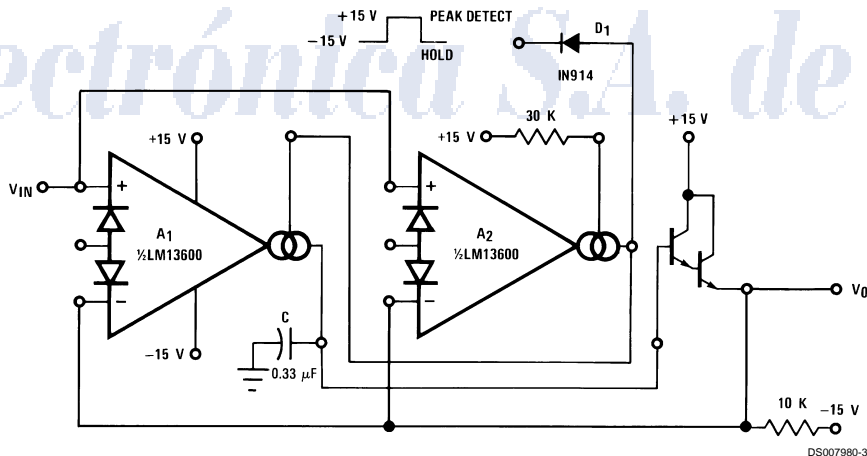 ectrónica S.A. de
+15 V
PEAK DETECT
-15 V
HOLD
D1
IN914
30 K
+15 V
+15 V
+15 V
VIN
+
A1
½LM13600
-
-15 V
+
A2
½LM13600
-
C
0.33 µF
VO
10 K
-15 V
DS007980-3